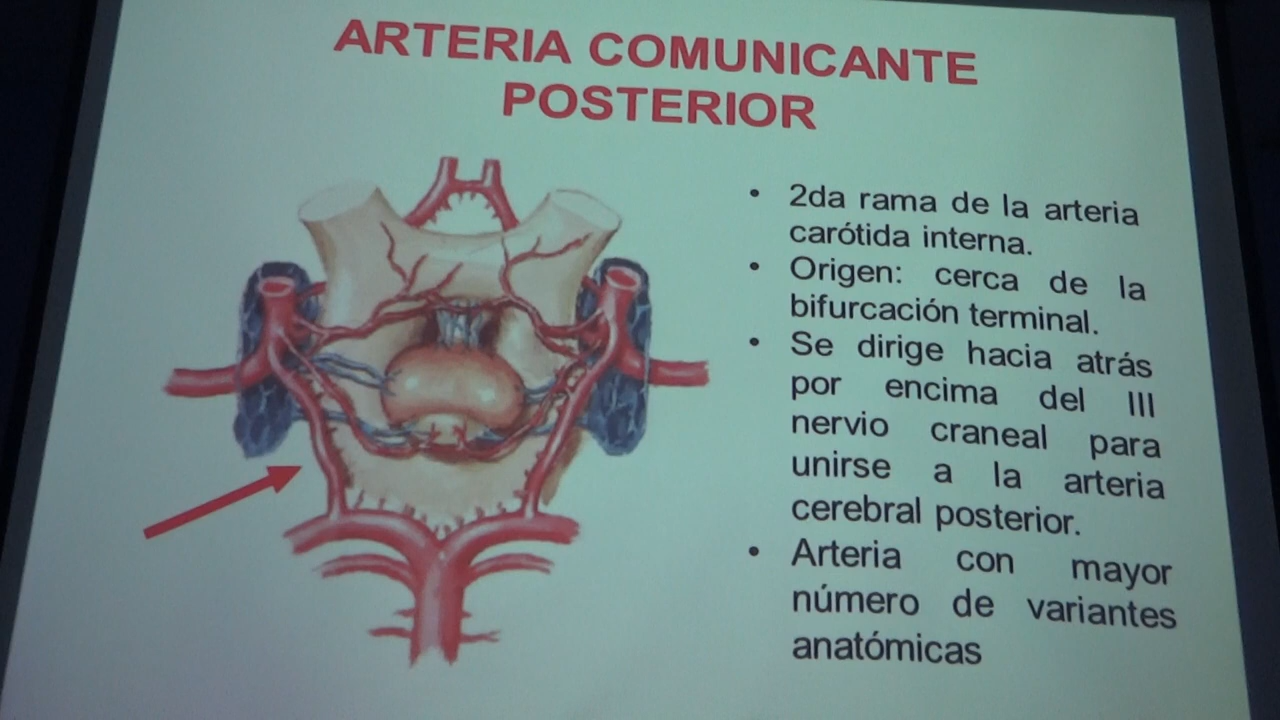 ARTERIA COMUNICANTE
POSTERIOR
• 2da rama de la arteria
carótida interna.
• Origen: cerca de la
bifurcación terminal.
• Se dirige hacia atrás
por encima del III
nervio craneal para
unirse a la arteria
cerebral posterior.
• Arteria con mayor
número de variantes
anatómicas